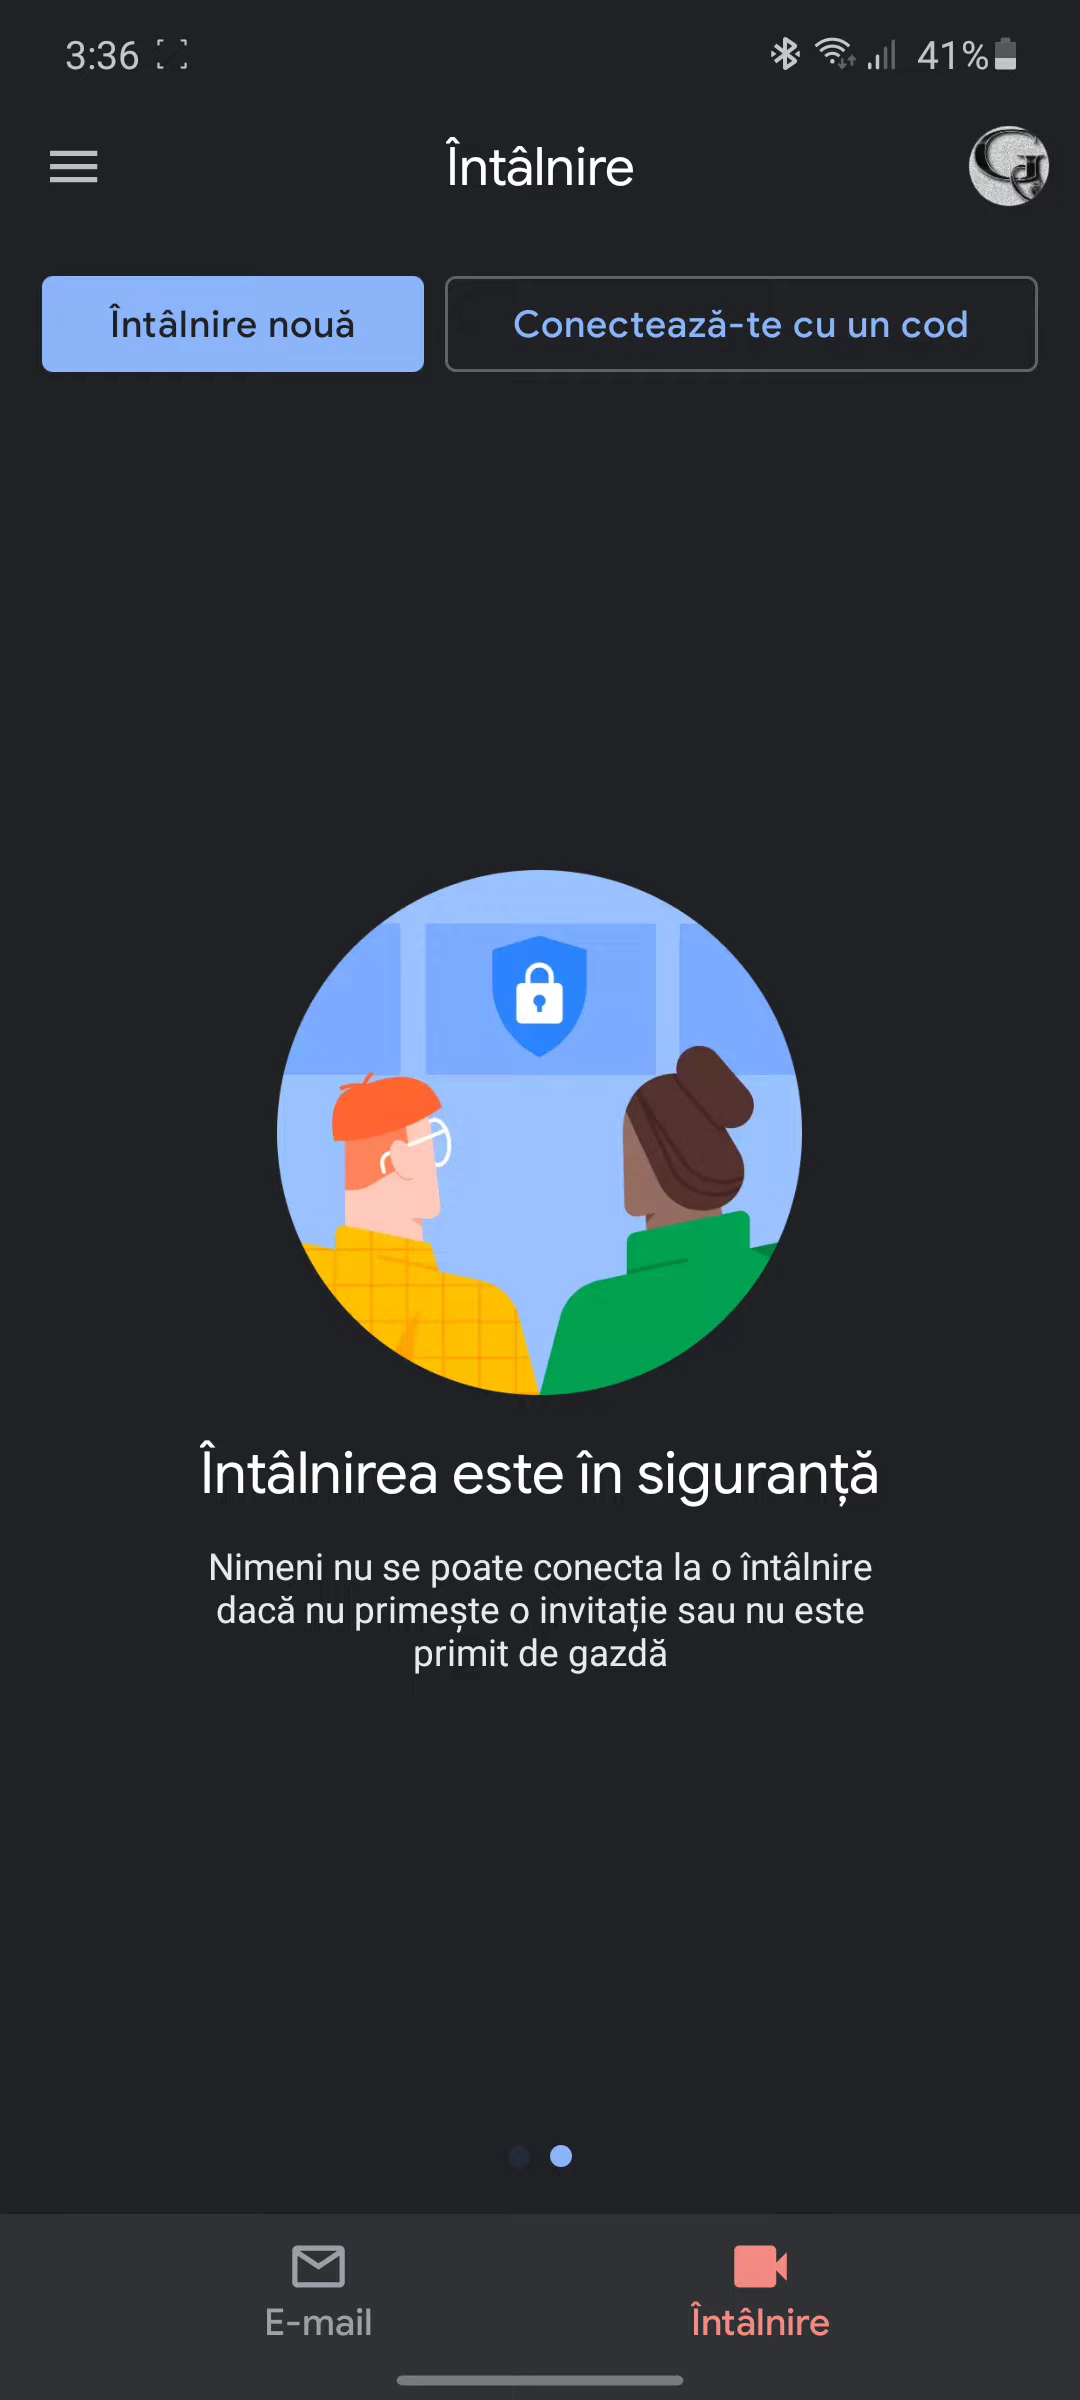 3:36
41%
Întâlnire
Întâlnire nouă
Conectează-te cu un cod
Întâlnirea este în siguranță
Nimeni nu se poate conecta la o întâlnire
dacă nu primește o invitație sau nu este
primit de gazdă
E-mail
Întâlnire